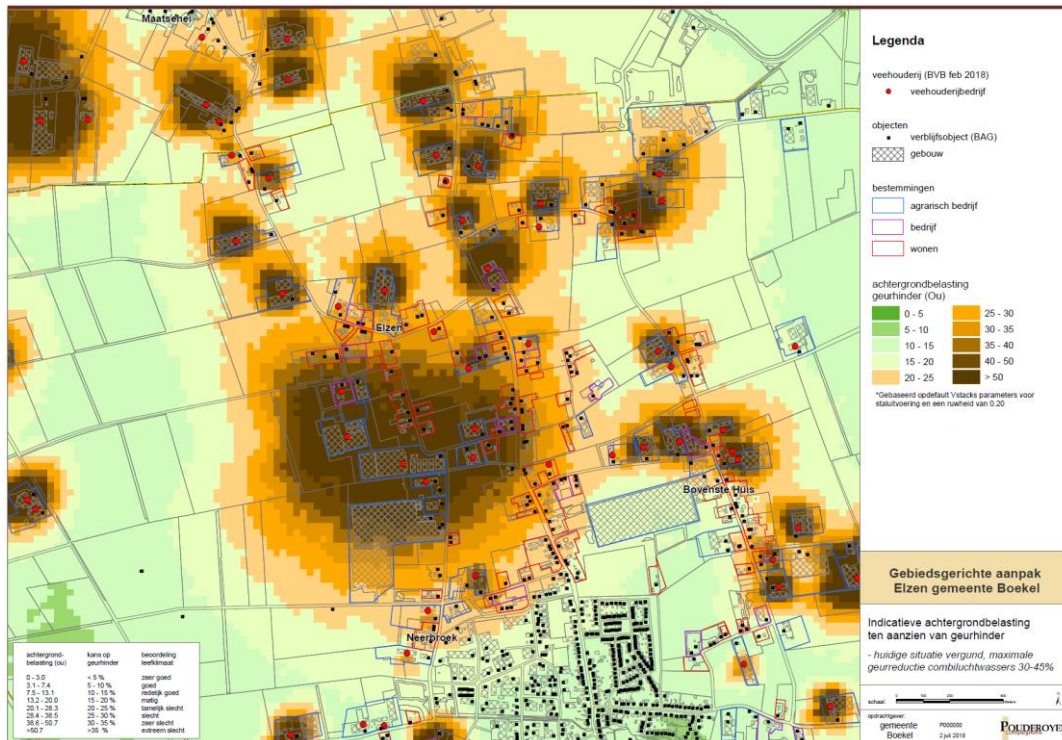 Maatsehei
Elzen
Bovenste Huis
Neerbroek
achtergrond-
belasting (ou)
kans op
geurhinder
beoordeling
leefklimaat
0 - 3.0 < 5 % zeer goed
3.1 - 7.4 5 - 10 % goed
7.5 - 13.1 10 - 15 % redelijk goed
13.2 - 20.0 15 - 20 % matig
20.1 - 28.3 20 - 25 % tamelijk slecht
28.4 - 38.5 25 - 30 % slecht
38.6 - 50.7 30 - 35 % zeer slecht
>50.7 >35 % extreem slecht
Legenda
veehouderij (BVB feb 2018)
veehouderijbedrijf
objecten
verblijfsobject (BAG)
gebouw
bestemmingen
agrarisch bedrijf
bedrijf
wonen
achtergrondbelasting
geurhinder (Ou)
0 - 5 25 - 30
5 - 10 30 - 35
10 - 15 35 - 40
15 - 20 40 - 50
20 - 25 > 50
*Gebaseerd opdefault Vstacks parameters voor
staluitvoering en een ruwheid van 0.20
Gebiedsgerichte aanpak
Elzen gemeente Boekel
Indicatieve achtergrondbelasting
ten aanzien van geurhinder
- huidige situatie vergund, maximale
geurreductie combiluchtwassers 30-45%
schaal:
opdrachtgever:
gemeente
Boekel
P000000
2 juli 2018
POUDEROYEN
compagnons